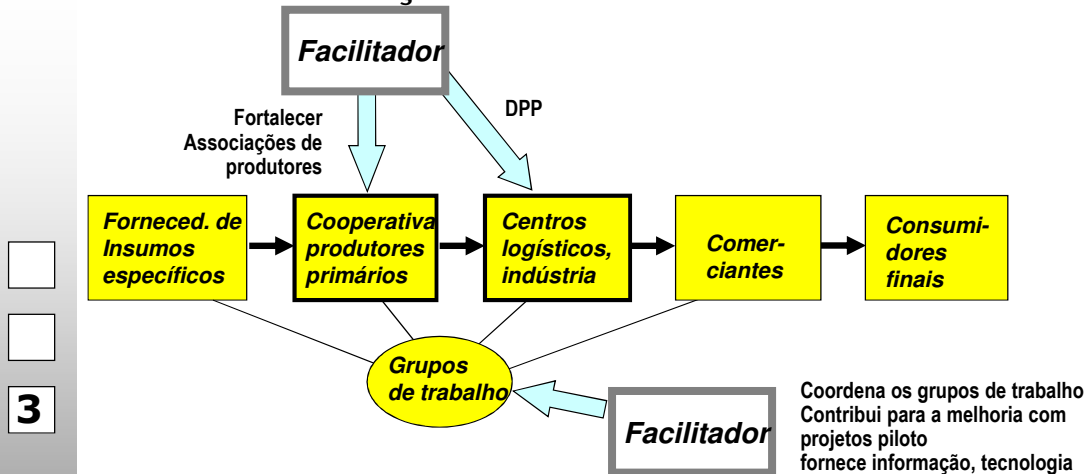 Facilitador
Fortalecer
Associações de
produtores
DPP
Forneced. de
Insumos
específicos
Cooperativa
produtores
primários
Centros
logísticos,
indústria
Comer-
ciantes
Consumi-
dores
finais
Grupos
de trabalho
3
Facilitador
Coordena os grupos de trabalho
Contribui para a melhoria com
projetos piloto
fornece informação, tecnologia